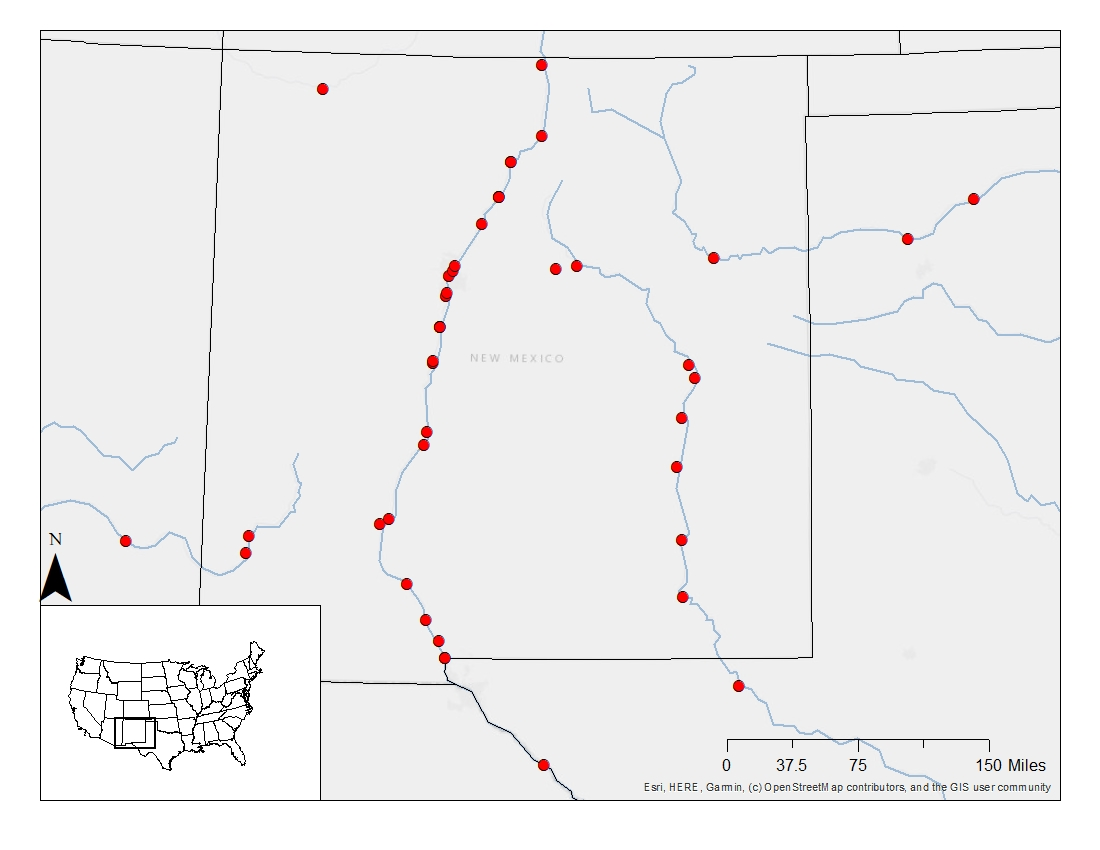 NEW MEXICO
N
0 37.5 75 150 Miles
Esri, HERE, Garmin, (c) OpenStreetMap contributors, and the GIS user community